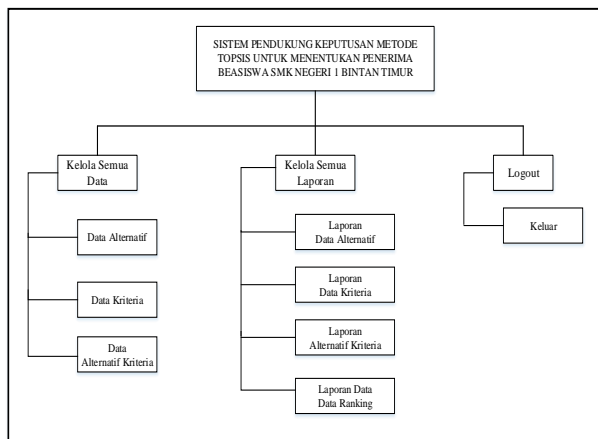 SISTEM PENDUKUNG KEPUTUSAN METODE
TOPSIS UNTUK MENENTUKAN PENERIMA
BEASISWA SMK NEGERI 1 BINTAN TIMUR
Kelola Semua
Data
Data Alternatif
Data Kriteria
Data
Alternatif Kriteria
Kelola Semua
Laporan
Laporan
Data Alternatif
Laporan
Data Kriteria
Laporan
Alternatif Kriteria
Laporan Data
Data Ranking
Logout
Keluar